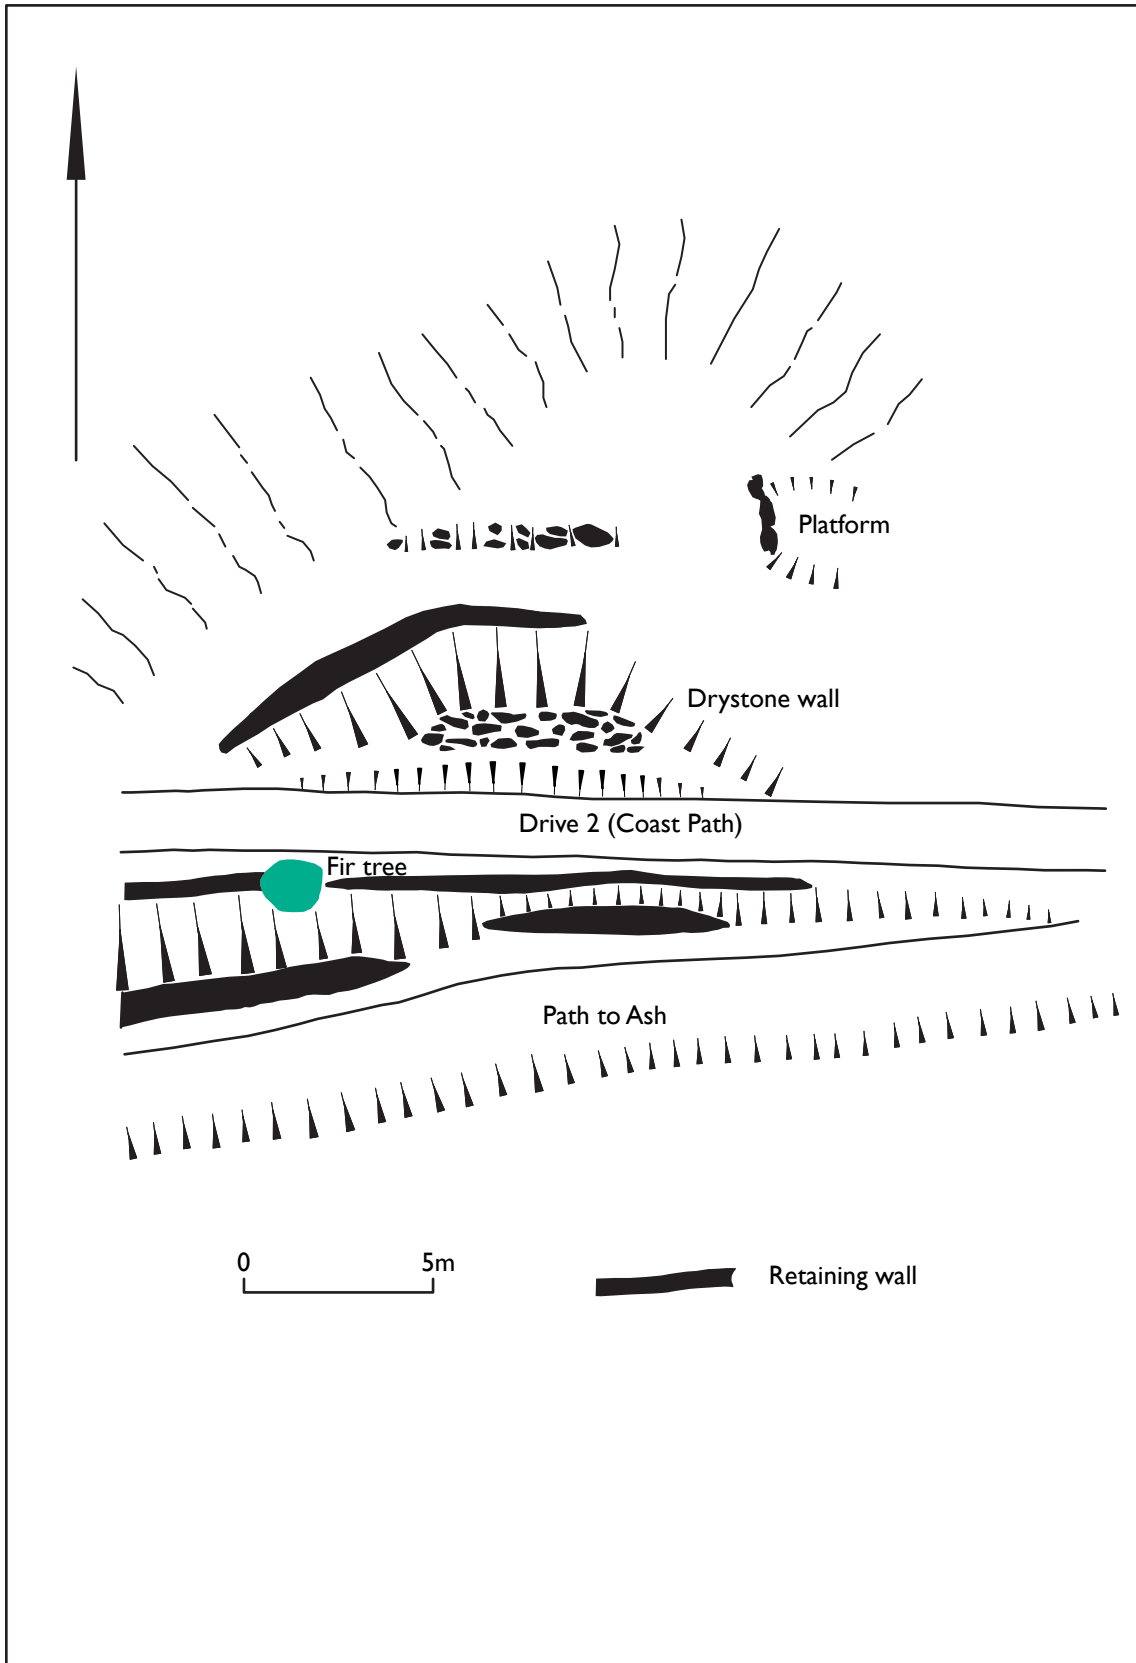 Platform
Drystone wall
Drive 2 (Coast Path)
Fir tree
Path to Ash
0 5m
Retaining wall